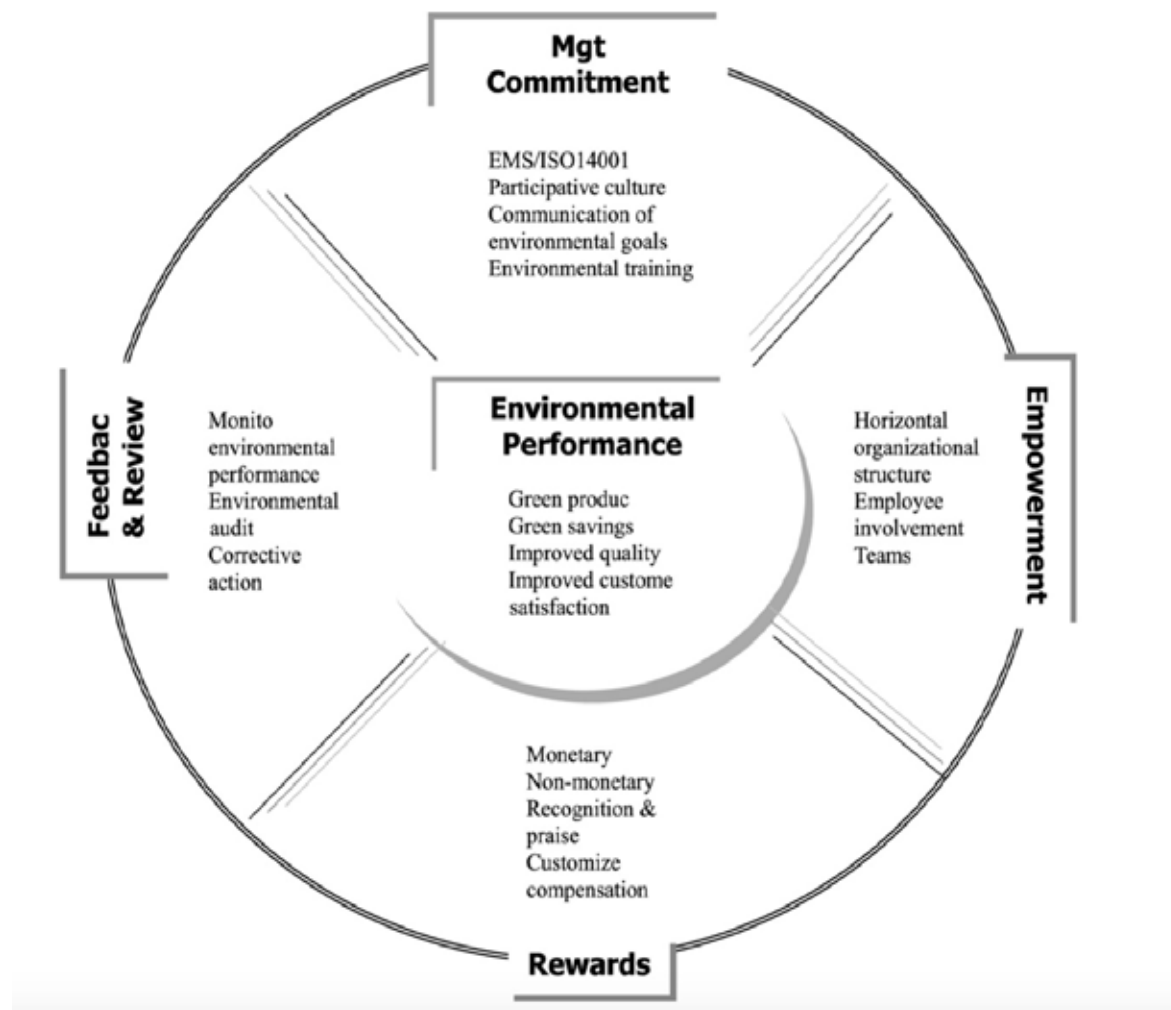 Mgt
Commitment
EMS/ISO14001
Participative culture
Communication of
environmental goals
Environmental training
Feedbac
& Review
Monito
environmental
performance
Environmental
audit
Corrective
action
Environmental
Performance
Green produc
Green savings
Improved quality
Improved custome
satisfaction
Horizontal
organizational
structure
Employee
involvement
Teams
Empowerment
Monetary
Non-monetary
Recognition &
praise
Customize
compensation
Rewards